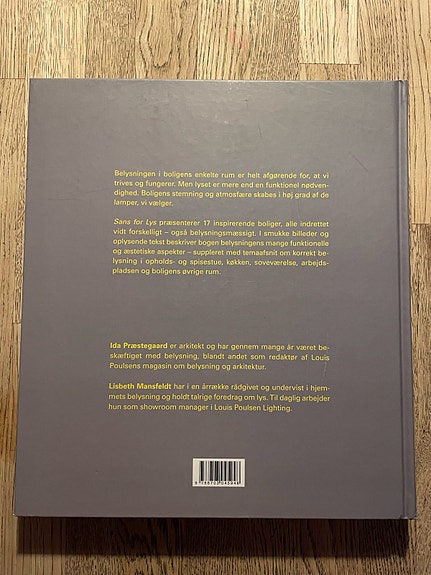 Belysningen i boligens enkelte rum er helt afgørende for, at vi
trives og fungerer. Men lyset er mere end en funktionel nødven-
dighed. Boligens stemning og atmosfære skabes i høj grad af de
lamper, vi vælger.
Sans for Lys præsenterer 17 inspirerende boliger, alle indrettet
vidt forskelligt – også belysningsmæssigt. I smukke billeder og
oplysende tekst beskriver bogen belysningens mange funktionelle
og æstetiske aspekter – suppleret med temaafsnit om korrekt be-
lysning i opholds- og spisestue, køkken, soveværelse, arbejds-
pladsen og boligens øvrige rum.
Ida Præstegaard er arkitekt og har gennem mange år været be-
skæftiget med belysning, blandt andet som redaktør af Louis
Poulsens magasin om belysning og arkitektur.
Lisbeth Mansfeldt har i en årrække rådgivet og undervist i hjem-
mets belysning og holdt talrige foredrag om lys. Til daglig arbejder
hun som showroom manager i Louis Poulsen Lighting.